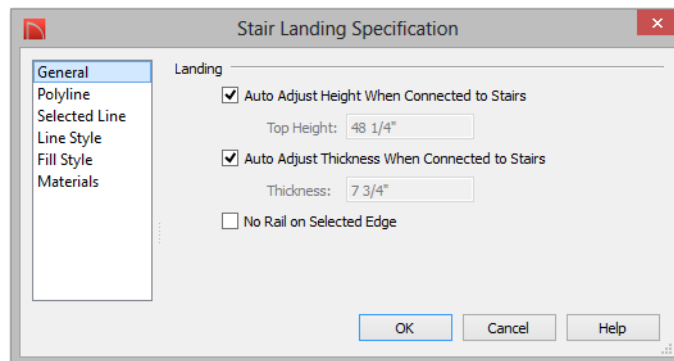 Stair Landing Specification
General
Polyline
Selected Line
Line Style
Fill Style
Materials
Landing
Auto Adjust Height When Connected to Stairs
Top Height: 48 1/4"
Auto Adjust Thickness When Connected to Stairs
Thickness: 7 3/4"
No Rail on Selected Edge
OK Cancel Help